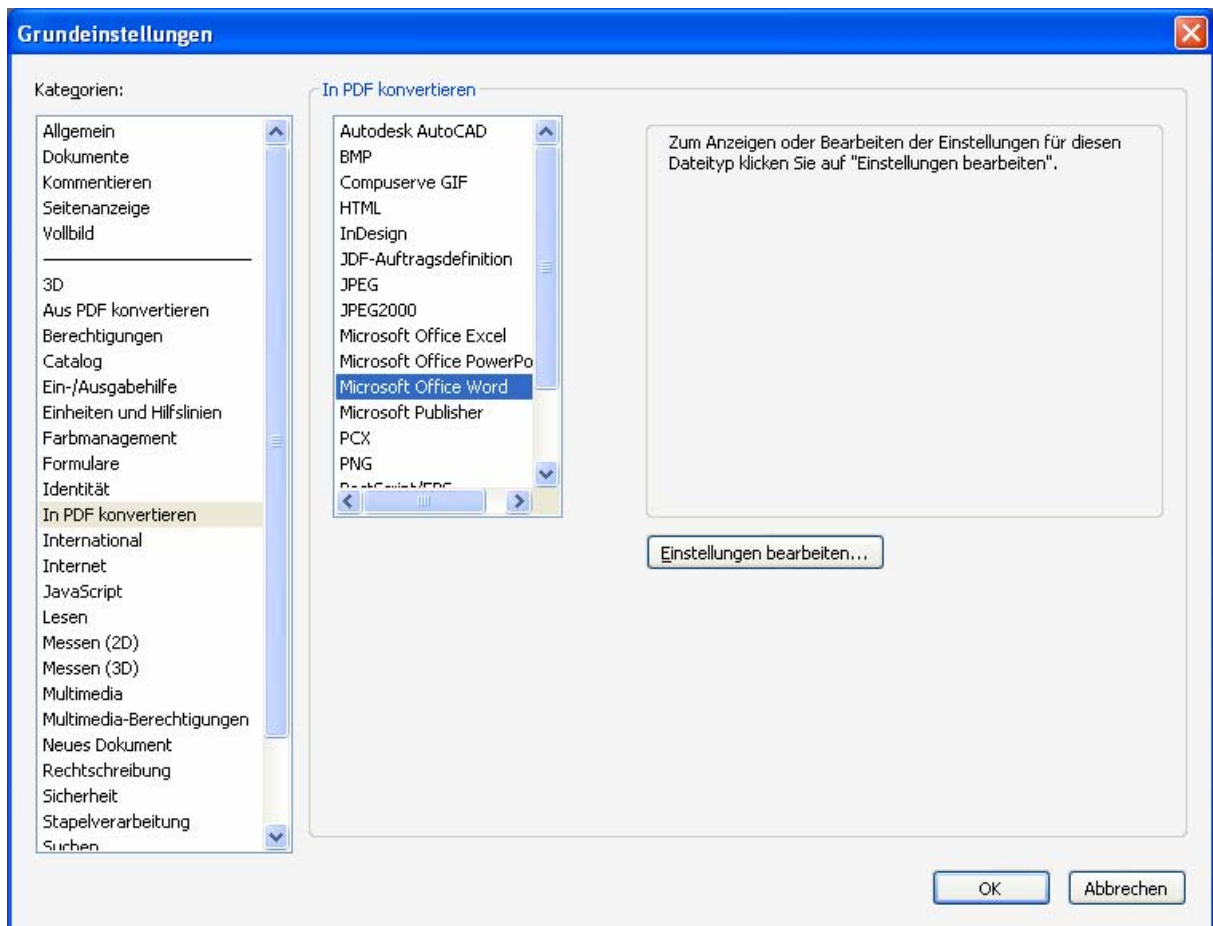 Grundeinstellungen
Kategorien:
Allgemein
Dokumente
Kommentieren
Seitenanzeige
Vollbild
3D
Aus PDF konvertieren
Berechtigungen
Catalog
Ein-/Ausgabehilfe
Einheiten und Hilfslinien
Farbmanagement
Formulare
Identität
In PDF konvertieren
International
Internet
JavaScript
Lesen
Messen (2D)
Messen (3D)
Multimedia
Multimedia-Berechtigungen
Neues Dokument
Rechtschreibung
Sicherheit
Stapelverarbeitung
Suchen
In PDF konvertieren
Autodesk AutoCAD
BMP
Compuserve GIF
HTML
InDesign
JDF-Auftragsdefinition
JPEG
JPEG2000
Microsoft Office Excel
Microsoft Office PowerPo
Microsoft Office Word
Microsoft Publisher
PCX
PNG
PostScript/EPS
Zum Anzeigen oder Bearbeiten der Einstellungen für diesen
Dateityp klicken Sie auf "Einstellungen bearbeiten".
Einstellungen bearbeiten...
OK
Abbrechen